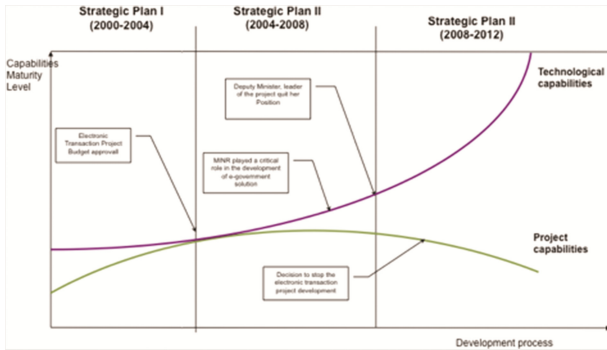 Strategic Plan I
(2000-2004)
Strategic Plan II
(2004-2008)
Strategic Plan II
(2008-2012)
Capabilities
Maturity
Level
Technological
capabilities
Deputy Minister, leader
of the project quit her
Position
Electronic
Transaction Project
Budget approvall
MINR played a critical
role in the development
of e-government
solution
Project
capabilities
Decision to stop the
electronic transaction
project development
Development process